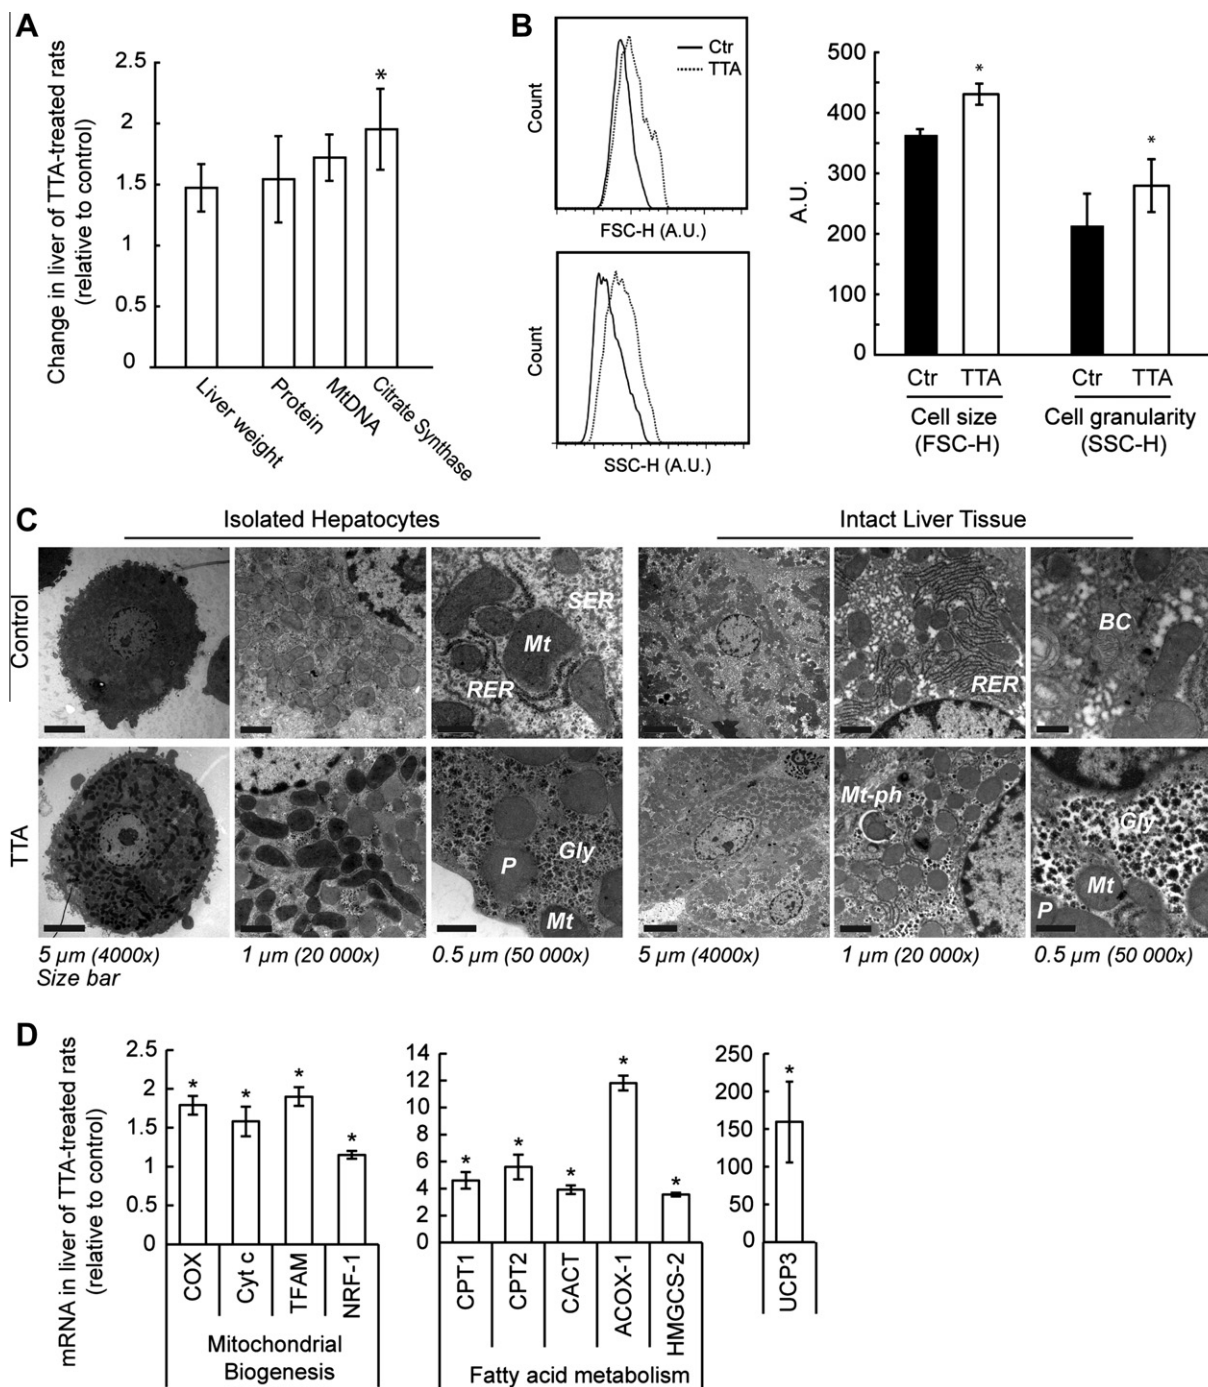 A
Change in liver of TTA-treated rats
(relative to control)
2.5
2
1.5
1
0.5
0
*
Liver weight
Protein
MtDNA
Citrate Synthase
B
Ctr
TTA
Count
FSC-H (A.U.)
Count
SSC-H (A.U.)
A.U.
500
400
300
200
100
0
*
*
Ctr TTA Ctr TTA
Cell size Cell granularity
(FSC-H) (SSC-H)
C
Isolated Hepatocytes Intact Liver Tissue
Control
SER
Mt
RER
RER
BC
TTA
P
Gly
Mt
Mt-ph
Gly
Mt
P
5 µm (4000x) 1 µm (20 000x) 0.5 µm (50 000x) 5 µm (4000x) 1 µm (20 000x) 0.5 µm (50 000x)
Size bar
D
mRNA in liver of TTA-treated rats
(relative to control)
2.5
2
1.5
1
0.5
0
* * * *
COX
Cyt c
TFAM
NRF-1
Mitochondrial
Biogenesis
14
12
10
8
6
4
2
0
* * * * *
CPT1
CPT2
CACT
ACOX-1
HMGCS-2
Fatty acid metabolism
250
200
150
100
50
0
*
UCP3